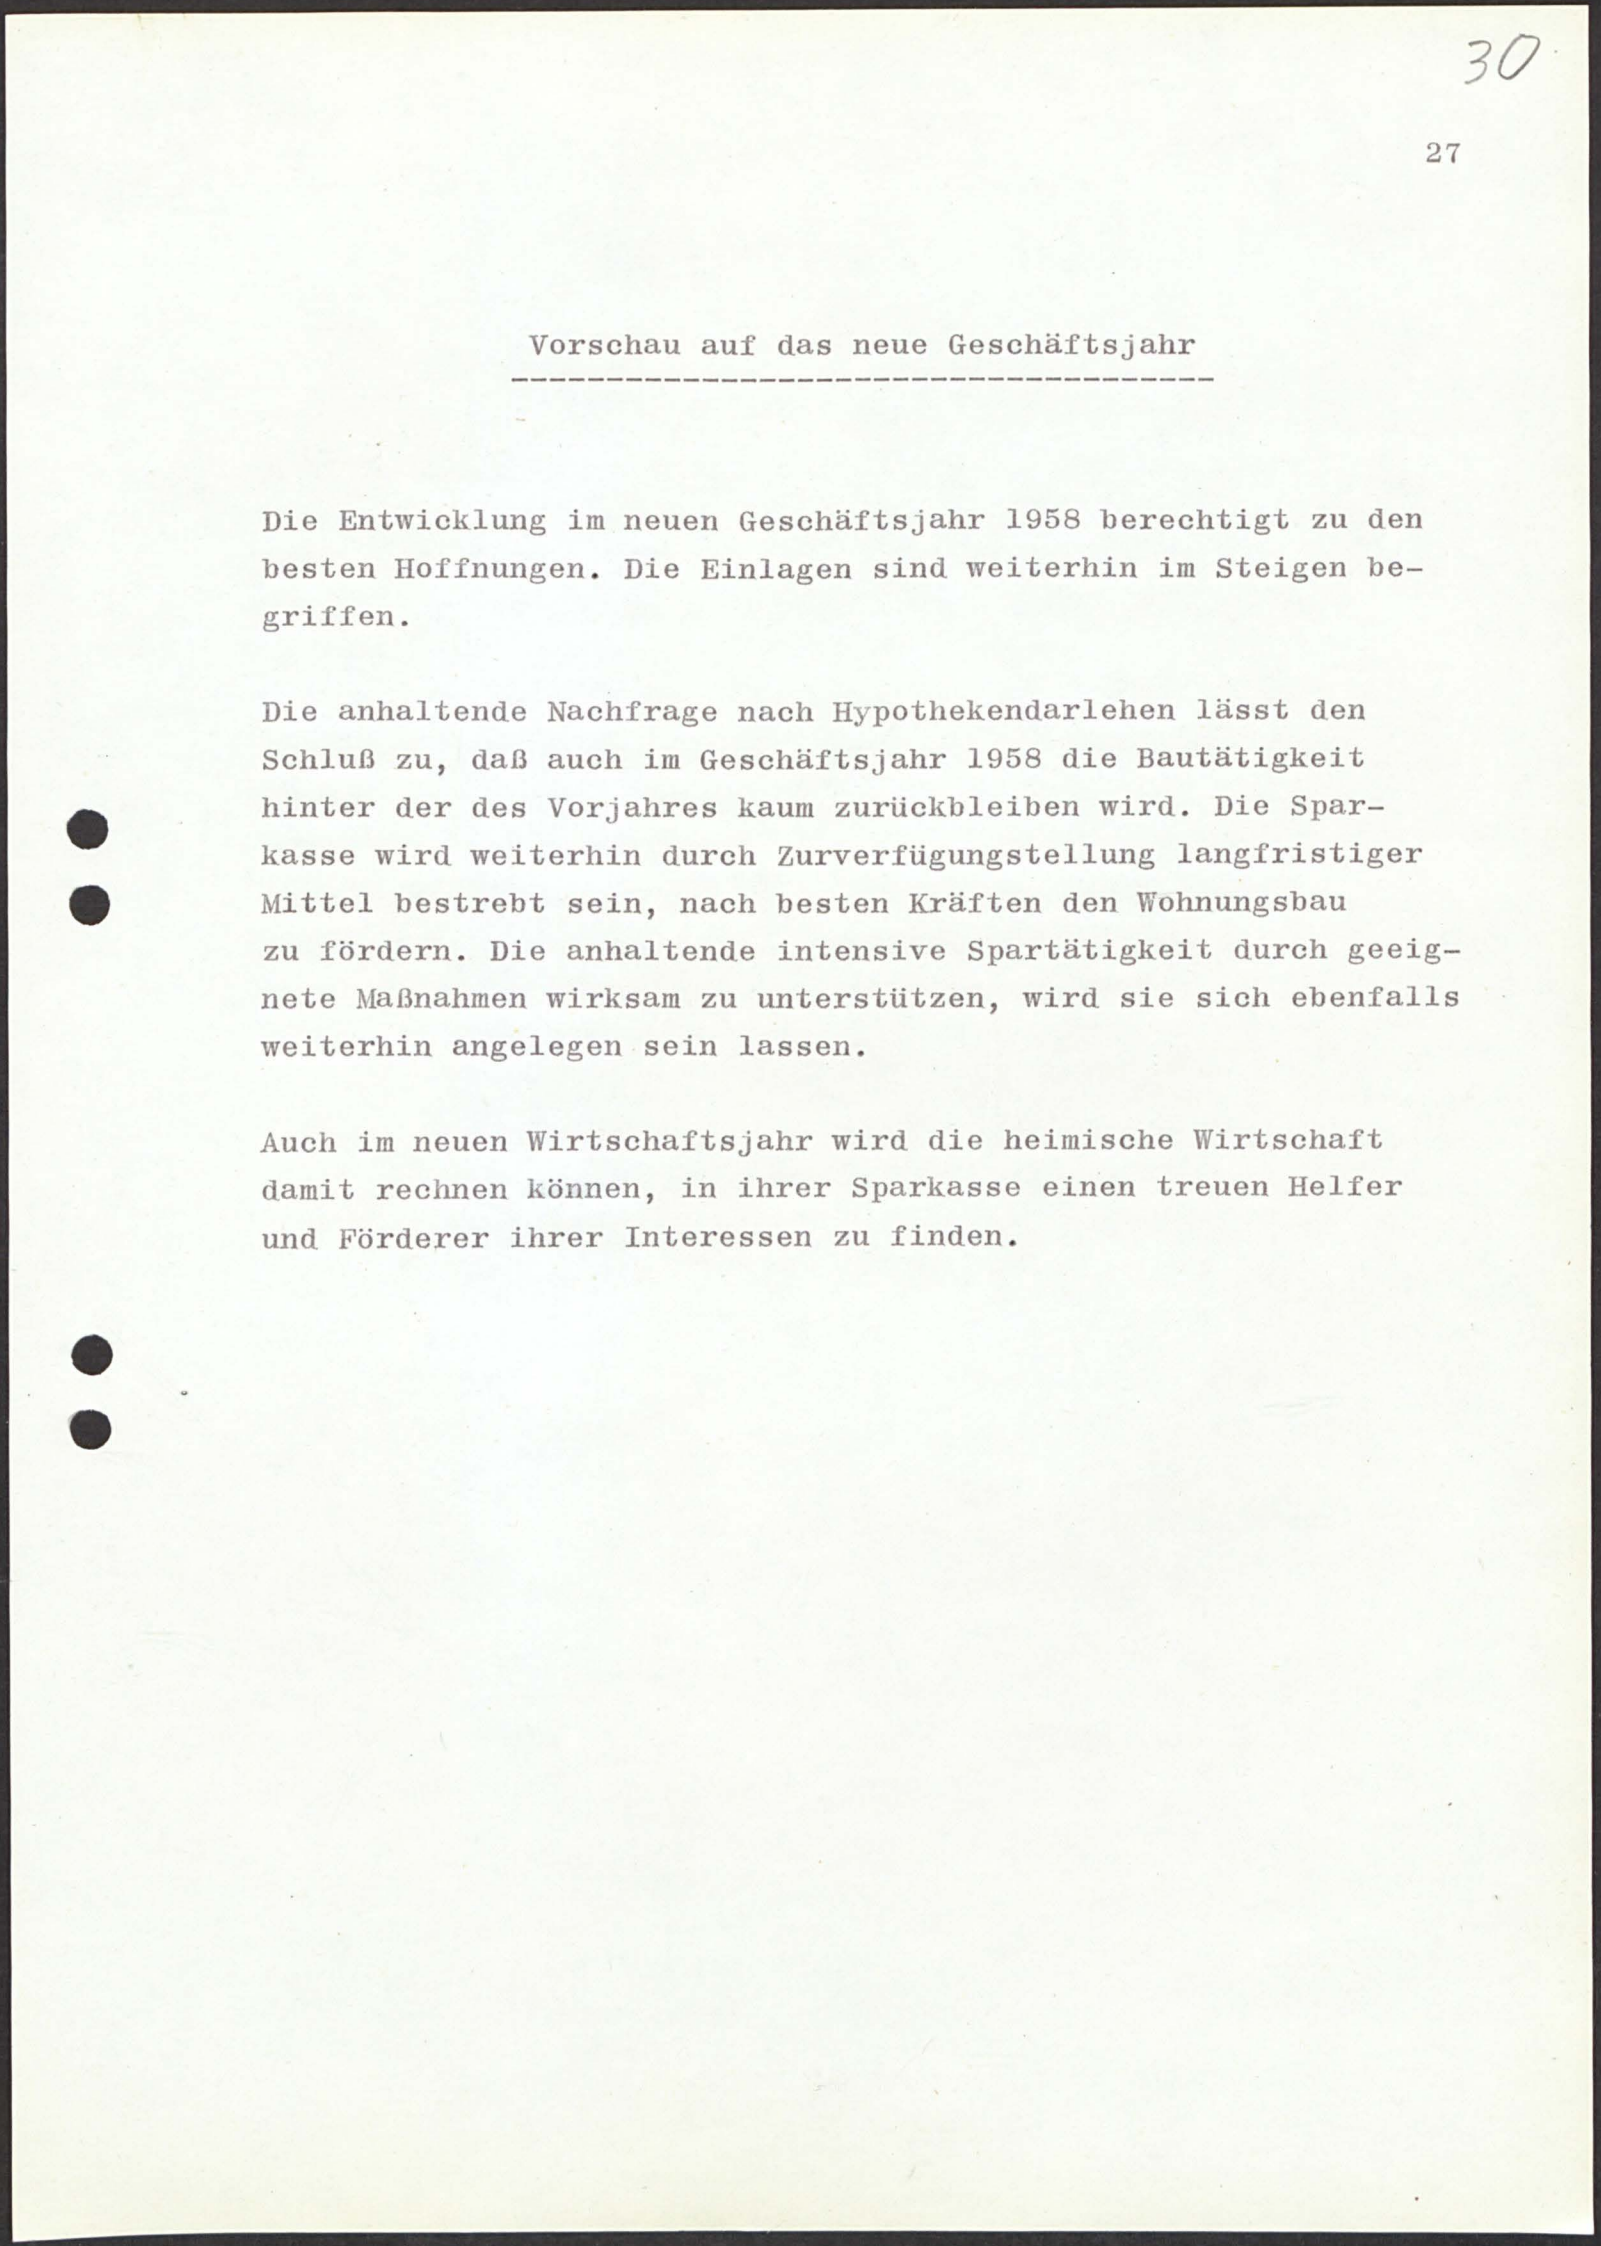 30
27
Vorschau auf das neue Geschäftsjahr
-------------------------------------
Die Entwicklung im neuen Geschäftsjahr 1958 berechtigt zu den
besten Hoffnungen. Die Einlagen sind weiterhin im Steigen be-
griffen.
Die anhaltende Nachfrage nach Hypothekendarlehen lässt den
Schluß zu, daß auch im Geschäftsjahr 1958 die Bautätigkeit
hinter der des Vorjahres kaum zurückbleiben wird. Die Spar-
kasse wird weiterhin durch Zurverfügungstellung langfristiger
Mittel bestrebt sein, nach besten Kräften den Wohnungsbau
zu fördern. Die anhaltende intensive Spartätigkeit durch geeig-
nete Maßnahmen wirksam zu unterstützen, wird sie sich ebenfalls
weiterhin angelegen sein lassen.
Auch im neuen Wirtschaftsjahr wird die heimische Wirtschaft
damit rechnen können, in ihrer Sparkasse einen treuen Helfer
und Förderer ihrer Interessen zu finden.